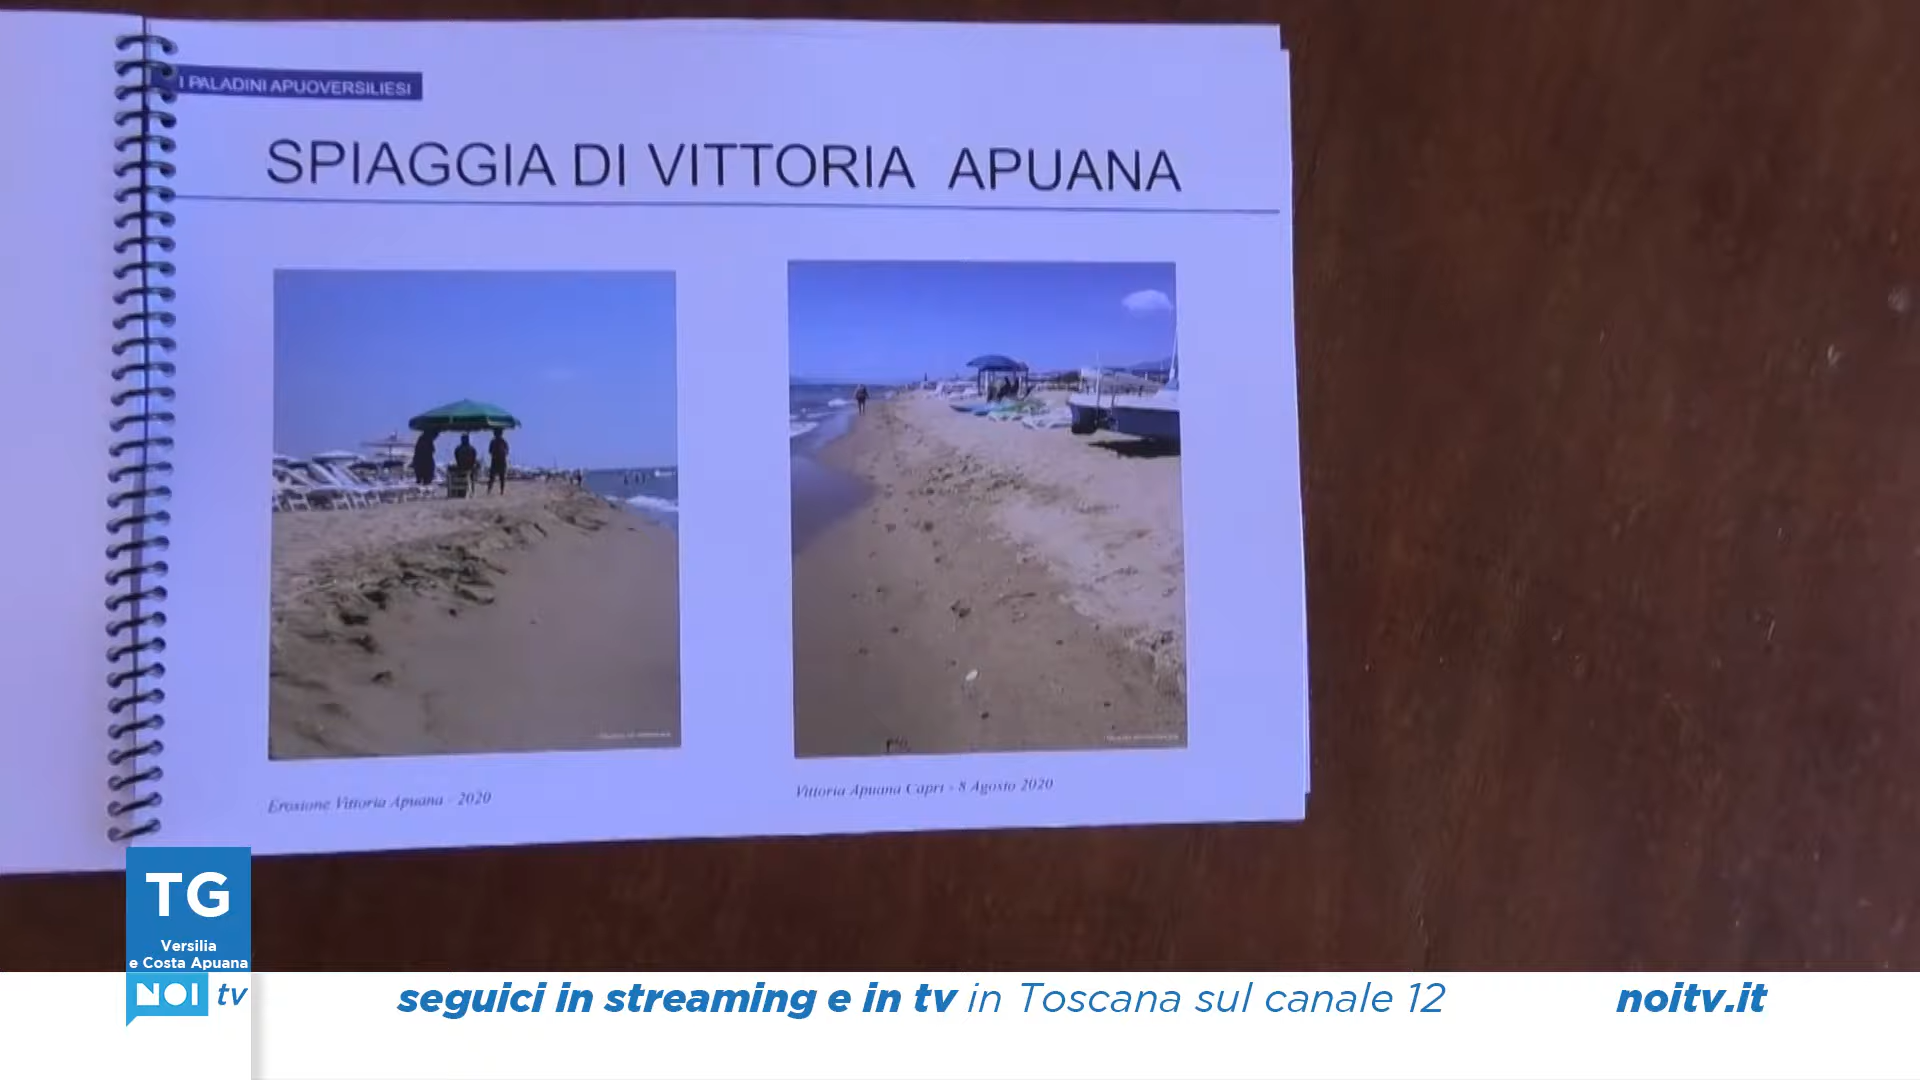 I PALADINI APUOVERSILIESI
SPIAGGIA DI VITTORIA APUANA
Erosione Vittoria Apuana - 2020
Vittoria Apuana Capri - 8 Agosto 2020
TG
Versilia
e Costa Apuana
NOI tv
seguici in streaming e in tv in Toscana sul canale 12
noitv.it